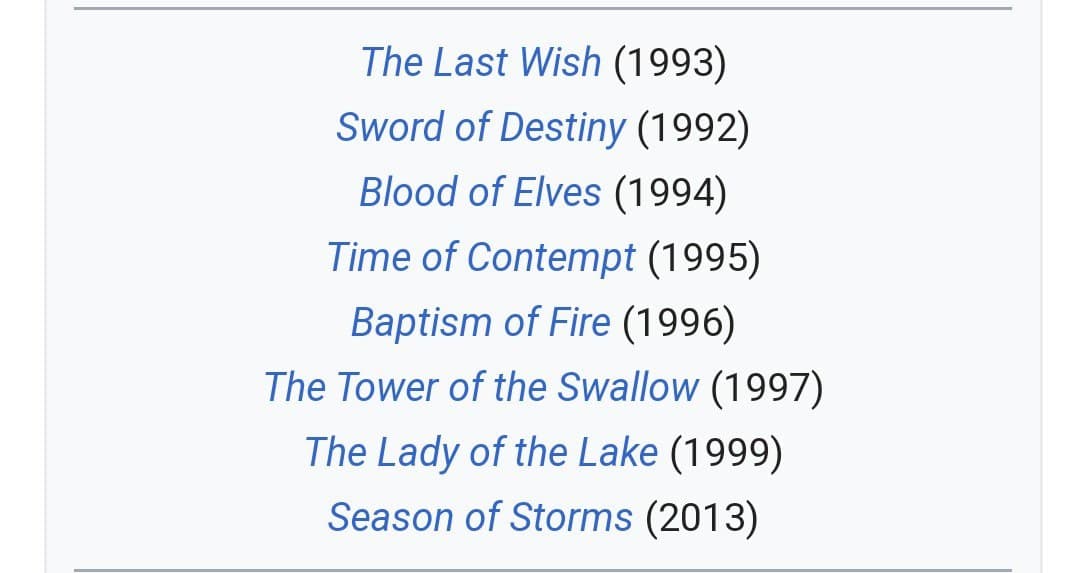 The Last Wish (1993)
Sword of Destiny (1992)
Blood of Elves (1994)
Time of Contempt (1995)
Baptism of Fire (1996)
The Tower of the Swallow (1997)
The Lady of the Lake (1999)
Season of Storms (2013)